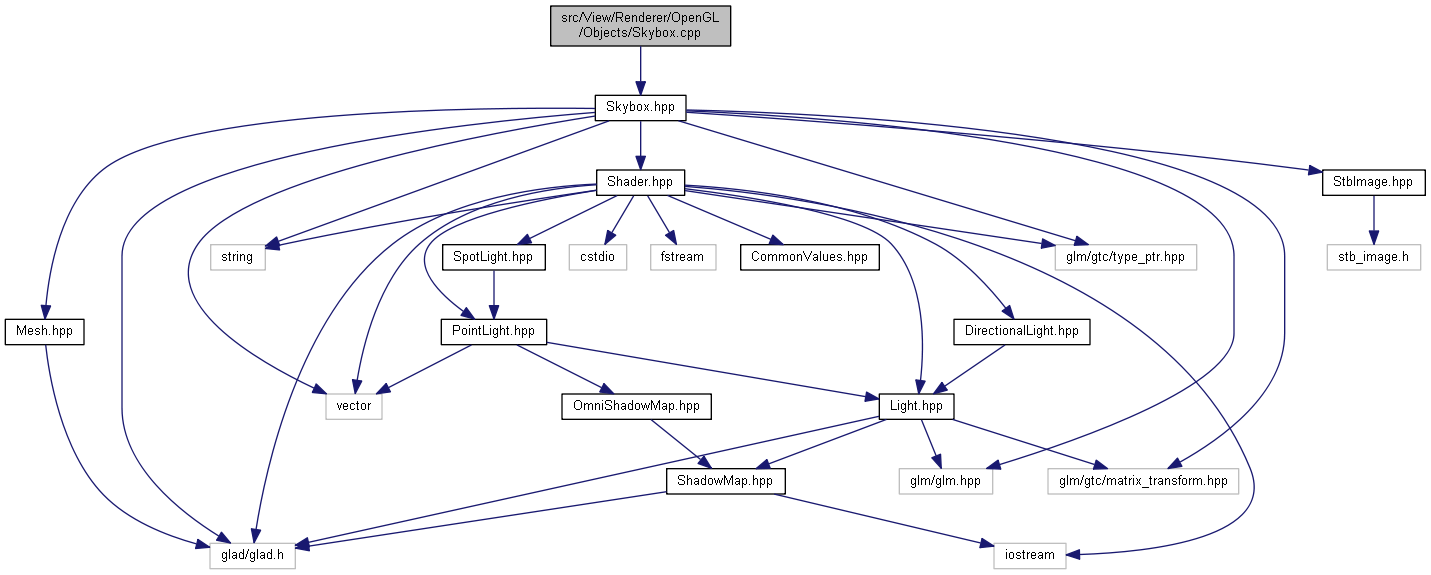 src/View/Renderer/OpenGL
/Objects/Skybox.cpp
Skybox.hpp
Shader.hpp
StbImage.hpp
string
SpotLight.hpp
cstdio
fstream
CommonValues.hpp
glm/gtc/type_ptr.hpp
stb_image.h
Mesh.hpp
PointLight.hpp
DirectionalLight.hpp
vector
OmniShadowMap.hpp
Light.hpp
ShadowMap.hpp
glm/glm.hpp
glm/gtc/matrix_transform.hpp
glad/glad.h
iostream